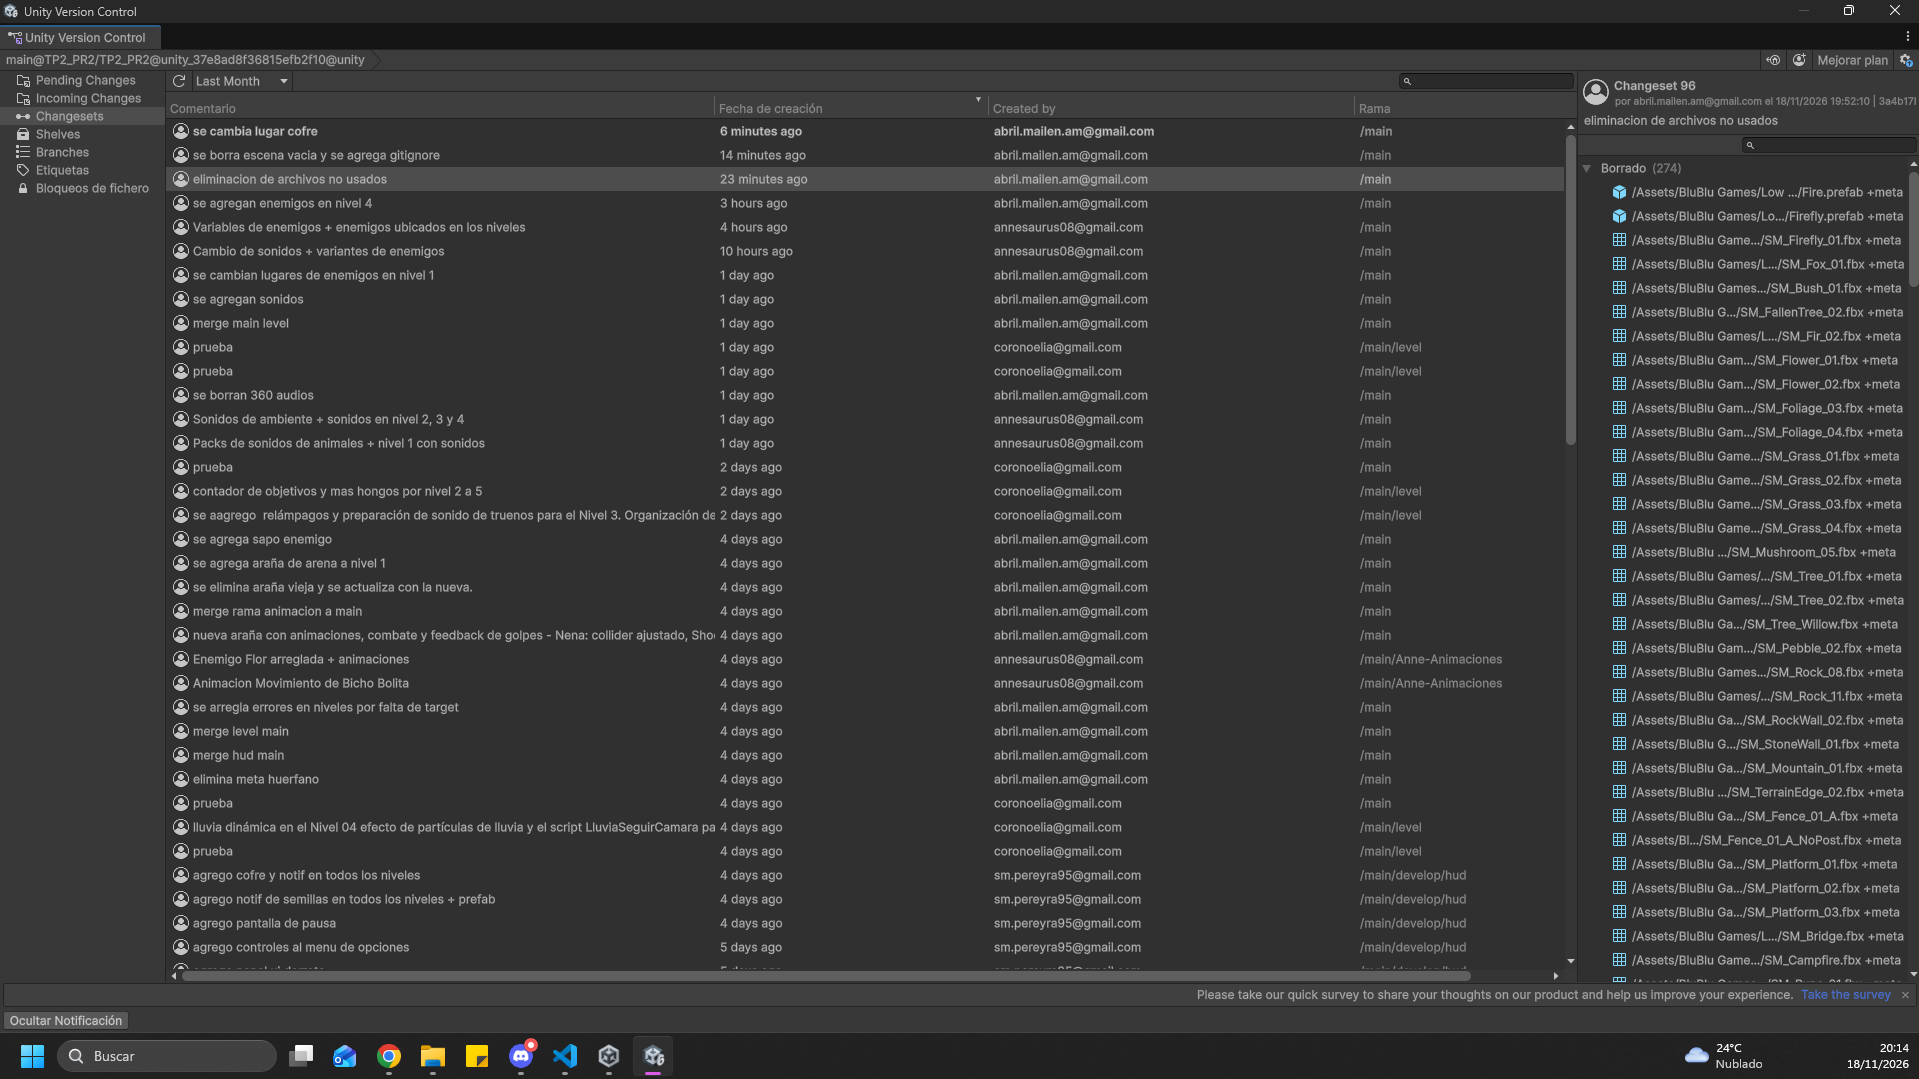 Unity Version Control
Unity Version Control
main@TP2_PR2/TP2_PR2@unity_37e8ad8f36815efb2f10@unity
Mejorar plan
Pending Changes
Incoming Changes
Changesets
Shelves
Branches
Etiquetas
Bloqueos de fichero
Last Month
Comentario Fecha de creación Created by Rama
se cambia lugar cofre 6 minutes ago abril.mailen.am@gmail.com /main
se borra escena vacia y se agrega gitignore 14 minutes ago abril.mailen.am@gmail.com /main
eliminacion de archivos no usados 23 minutes ago abril.mailen.am@gmail.com /main
se agregan enemigos en nivel 4 3 hours ago abril.mailen.am@gmail.com /main
Variables de enemigos + enemigos ubicados en los niveles 4 hours ago annesaurus08@gmail.com /main
Cambio de sonidos + variantes de enemigos 10 hours ago annesaurus08@gmail.com /main
se cambian lugares de enemigos en nivel 1 1 day ago abril.mailen.am@gmail.com /main
se agregan sonidos 1 day ago abril.mailen.am@gmail.com /main
merge main level 1 day ago abril.mailen.am@gmail.com /main
prueba 1 day ago coronoelia@gmail.com /main/level
prueba 1 day ago coronoelia@gmail.com /main/level
se borran 360 audios 1 day ago abril.mailen.am@gmail.com /main
Sonidos de ambiente + sonidos en nivel 2, 3 y 4 1 day ago annesaurus08@gmail.com /main
Packs de sonidos de animales + nivel 1 con sonidos 1 day ago annesaurus08@gmail.com /main
prueba 2 days ago coronoelia@gmail.com /main
contador de objetivos y mas hongos por nivel 2 a 5 2 days ago coronoelia@gmail.com /main/level
se aagrego  relámpagos y preparación de sonido de truenos para el Nivel 3. Organización de 2 days ago coronoelia@gmail.com /main/level
se agrega sapo enemigo 4 days ago abril.mailen.am@gmail.com /main
se agrega araña de arena a nivel 1 4 days ago abril.mailen.am@gmail.com /main
se elimina araña vieja y se actualiza con la nueva. 4 days ago abril.mailen.am@gmail.com /main
merge rama animacion a main 4 days ago abril.mailen.am@gmail.com /main
nueva araña con animaciones, combate y feedback de golpes - Nena: collider ajustado, Sho 4 days ago abril.mailen.am@gmail.com /main
Enemigo Flor arreglada + animaciones 4 days ago annesaurus08@gmail.com /main/Anne-Animaciones
Animacion Movimiento de Bicho Bolita 4 days ago annesaurus08@gmail.com /main/Anne-Animaciones
se arregla errores en niveles por falta de target 4 days ago abril.mailen.am@gmail.com /main
merge level main 4 days ago abril.mailen.am@gmail.com /main
merge hud main 4 days ago abril.mailen.am@gmail.com /main
elimina meta huerfano 4 days ago abril.mailen.am@gmail.com /main
prueba 4 days ago coronoelia@gmail.com /main
lluvia dinámica en el Nivel 04 efecto de partículas de lluvia y el script LluviaSeguirCamara pa 4 days ago coronoelia@gmail.com /main/level
prueba 4 days ago coronoelia@gmail.com /main/level
agrego cofre y notif en todos los niveles 4 days ago sm.pereyra95@gmail.com /main/develop/hud
agrego notif de semillas en todos los niveles + prefab 4 days ago sm.pereyra95@gmail.com /main/develop/hud
agrego pantalla de pausa 4 days ago sm.pereyra95@gmail.com /main/develop/hud
agrego controles al menu de opciones 5 days ago sm.pereyra95@gmail.com /main/develop/hud
Changeset 96
por abril.mailen.am@gmail.com el 18/11/2026 19:52:10 | 3a4b17
eliminacion de archivos no usados
Borrado (274)
/Assets/BluBlu Games/Low .../Fire.prefab +meta
/Assets/BluBlu Games/Lo.../Firefly.prefab +meta
/Assets/BluBlu Game.../SM_Firefly_01.fbx +meta
/Assets/BluBlu Games/L.../SM_Fox_01.fbx +meta
/Assets/BluBlu Games.../SM_Bush_01.fbx +meta
/Assets/BluBlu G.../SM_FallenTree_02.fbx +meta
/Assets/BluBlu Games/L.../SM_Fir_02.fbx +meta
/Assets/BluBlu Gam.../SM_Flower_01.fbx +meta
/Assets/BluBlu Gam.../SM_Flower_02.fbx +meta
/Assets/BluBlu Gam.../SM_Foliage_03.fbx +meta
/Assets/BluBlu Gam.../SM_Foliage_04.fbx +meta
/Assets/BluBlu Game.../SM_Grass_01.fbx +meta
/Assets/BluBlu Game.../SM_Grass_02.fbx +meta
/Assets/BluBlu Game.../SM_Grass_03.fbx +meta
/Assets/BluBlu Game.../SM_Grass_04.fbx +meta
/Assets/BluBlu .../SM_Mushroom_05.fbx +meta
/Assets/BluBlu Games/.../SM_Tree_01.fbx +meta
/Assets/BluBlu Games/.../SM_Tree_02.fbx +meta
/Assets/BluBlu Ga.../SM_Tree_Willow.fbx +meta
/Assets/BluBlu Gam.../SM_Pebble_02.fbx +meta
/Assets/BluBlu Games.../SM_Rock_08.fbx +meta
/Assets/BluBlu Games/.../SM_Rock_11.fbx +meta
/Assets/BluBlu Ga.../SM_RockWall_02.fbx +meta
/Assets/BluBlu G.../SM_StoneWall_01.fbx +meta
/Assets/BluBlu Ga.../SM_Mountain_01.fbx +meta
/Assets/BluBlu .../SM_TerrainEdge_02.fbx +meta
/Assets/BluBlu Ga.../SM_Fence_01_A.fbx +meta
/Assets/Bl.../SM_Fence_01_A_NoPost.fbx +meta
/Assets/BluBlu Ga.../SM_Platform_01.fbx +meta
/Assets/BluBlu Ga.../SM_Platform_02.fbx +meta
/Assets/BluBlu Ga.../SM_Platform_03.fbx +meta
/Assets/BluBlu Games/L.../SM_Bridge.fbx +meta
/Assets/BluBlu Game.../SM_Campfire.fbx +meta
Please take our quick survey to share your thoughts on our product and help us improve your experience. Take the survey
Ocultar Notificación
Buscar
24°C
Nublado
20:14
18/11/2026